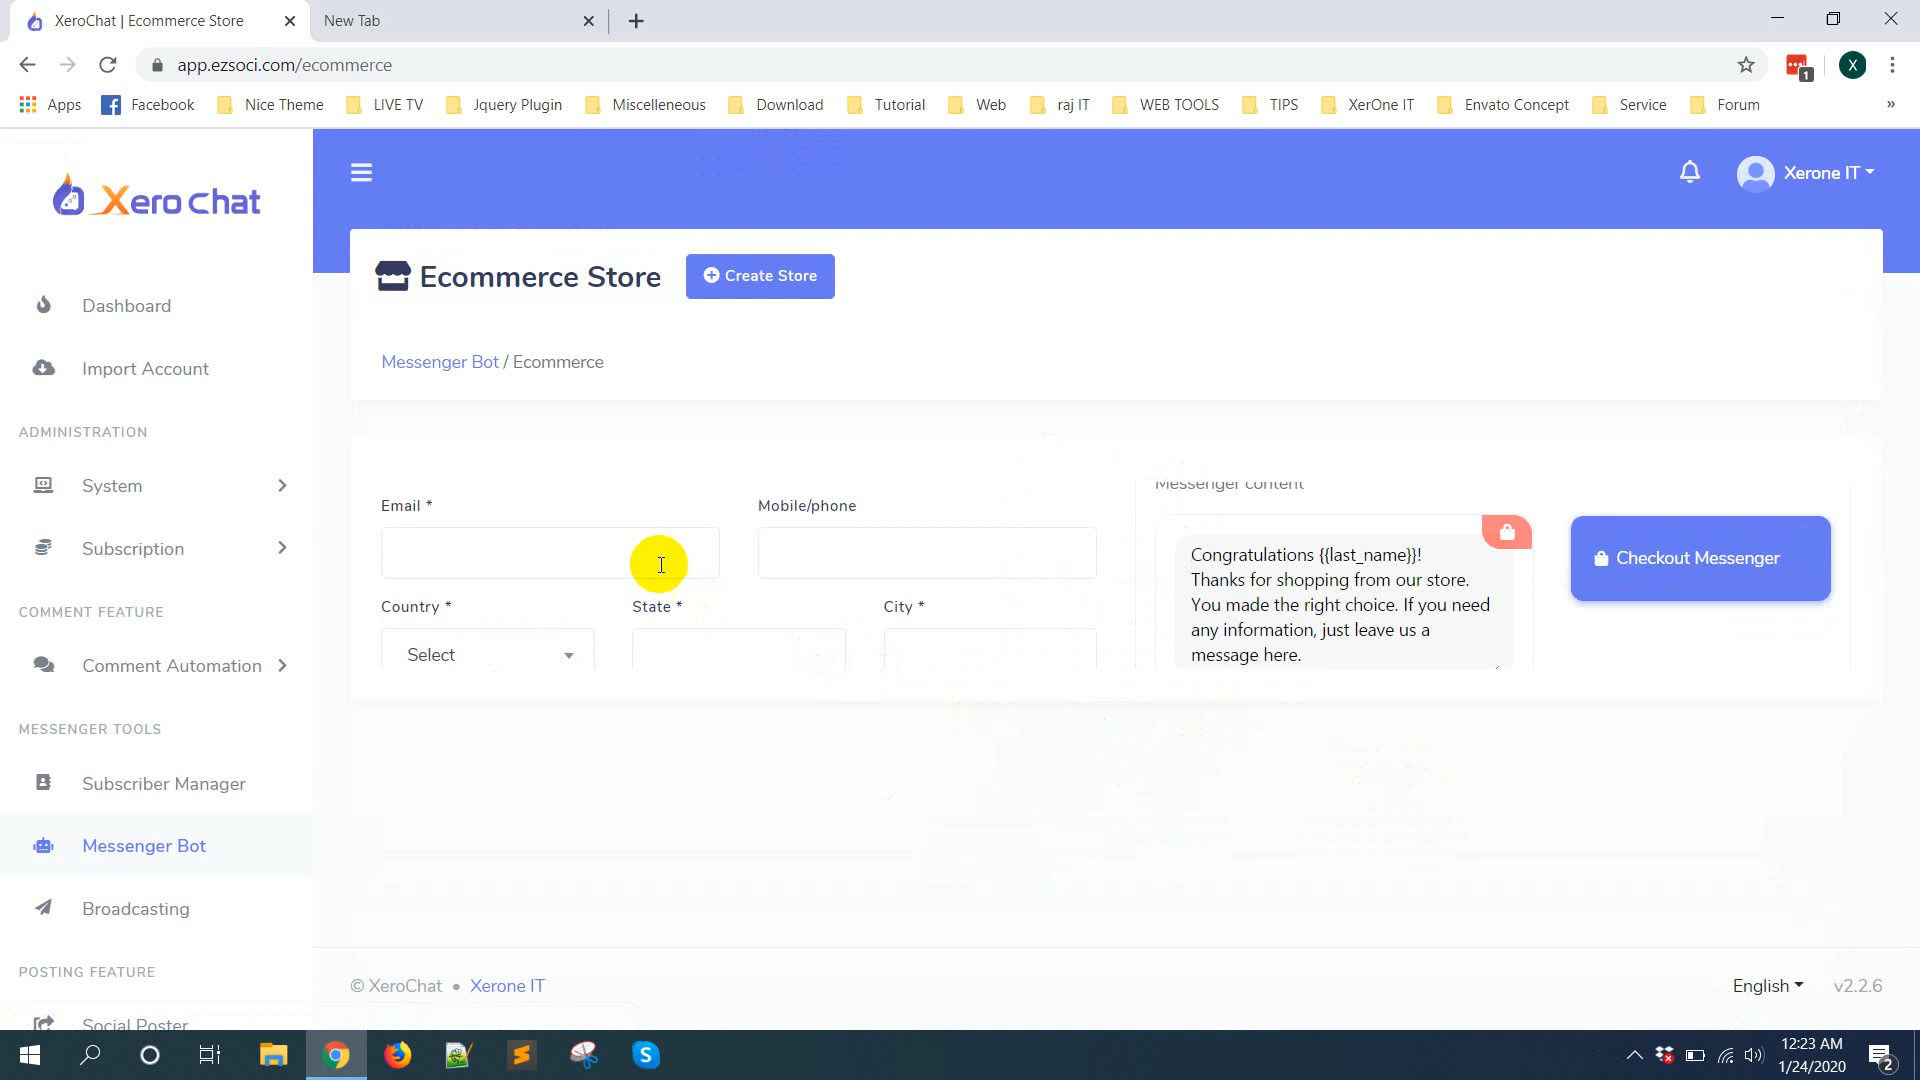 XeroChat | Ecommerce Store
New Tab
app.ezsoci.com/ecommerce
1
X
Apps
Facebook
Nice Theme
LIVE TV
Jquery Plugin
Miscelleneous
Download
Tutorial
Web
raj IT
WEB TOOLS
TIPS
XerOne IT
Envato Concept
Service
Forum
»
Xero chat
Xerone IT
Ecommerce Store
Create Store
Messenger Bot / Ecommerce
Dashboard
Import Account
ADMINISTRATION
System
Subscription
COMMENT FEATURE
Comment Automation
MESSENGER TOOLS
Subscriber Manager
Messenger Bot
Broadcasting
POSTING FEATURE
Social Poster
Email *
Mobile/phone
Country *
State *
City *
Select
Messenger content
Congratulations {{last_name}}!
Thanks for shopping from our store.
You made the right choice. If you need
any information, just leave us a
message here.
Checkout Messenger
© XeroChat • Xerone IT
English
v2.2.6
12:23 AM
1/24/2020
2